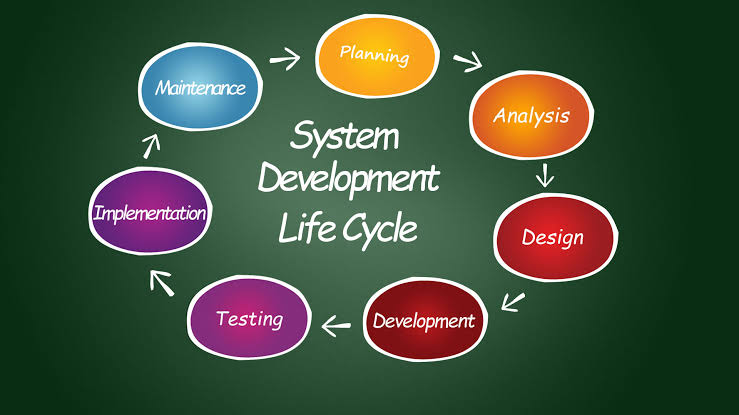 System
Development
Life Cycle
Planning
Analysis
Design
Development
Testing
Implementation
Maintenance